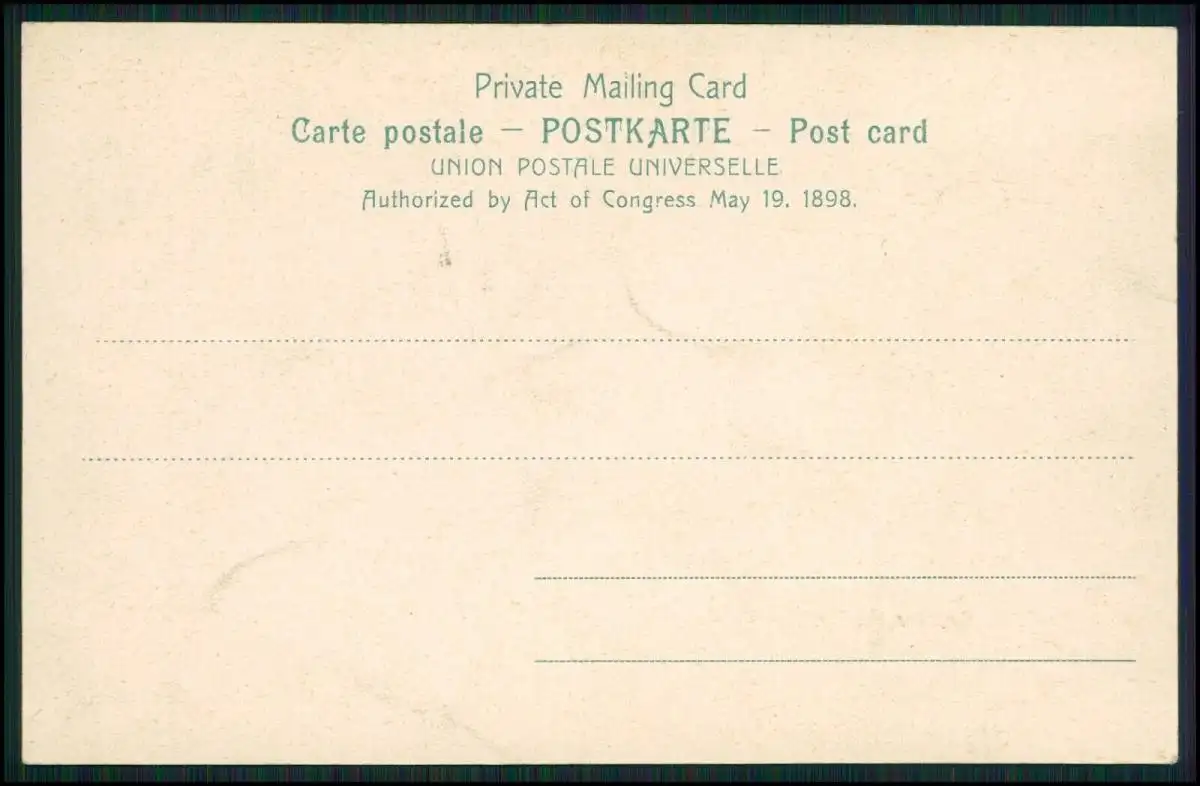 Private Mailing Card
Carte postale — POSTKARTE — Post card
UNION POSTALE UNIVERSELLE
Authorized by Act of Congress May 19. 1898.